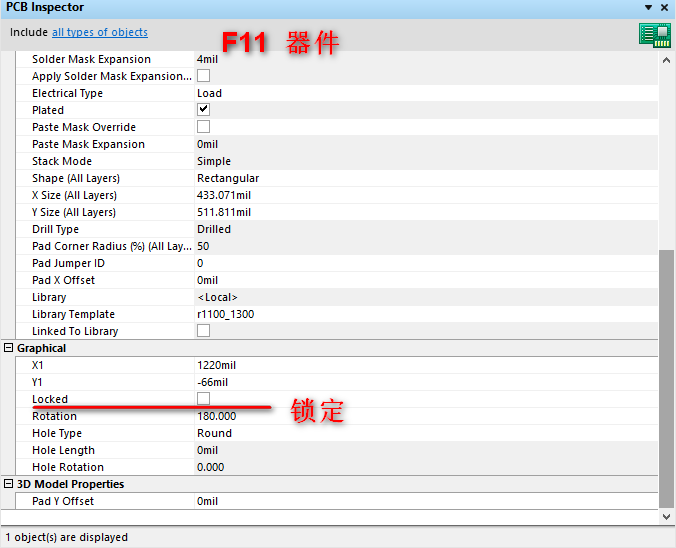 PCB Inspector
Include all types of objects
F11 器件
Solder Mask Expansion 4mil
Apply Solder Mask Expansion...
Electrical Type Load
Plated
Paste Mask Override
Paste Mask Expansion 0mil
Stack Mode Simple
Shape (All Layers) Rectangular
X Size (All Layers) 433.071mil
Y Size (All Layers) 511.811mil
Drill Type Drilled
Pad Corner Radius (%) (All Lay... 50
Pad Jumper ID 0
Pad X Offset 0mil
Library <Local>
Library Template r1100_1300
Linked To Library
Graphical
X1 1220mil
Y1 -66mil
Locked
锁定
Rotation 180.000
Hole Type Round
Hole Length 0mil
Hole Rotation 0.000
3D Model Properties
Pad Y Offset 0mil
1 object(s) are displayed